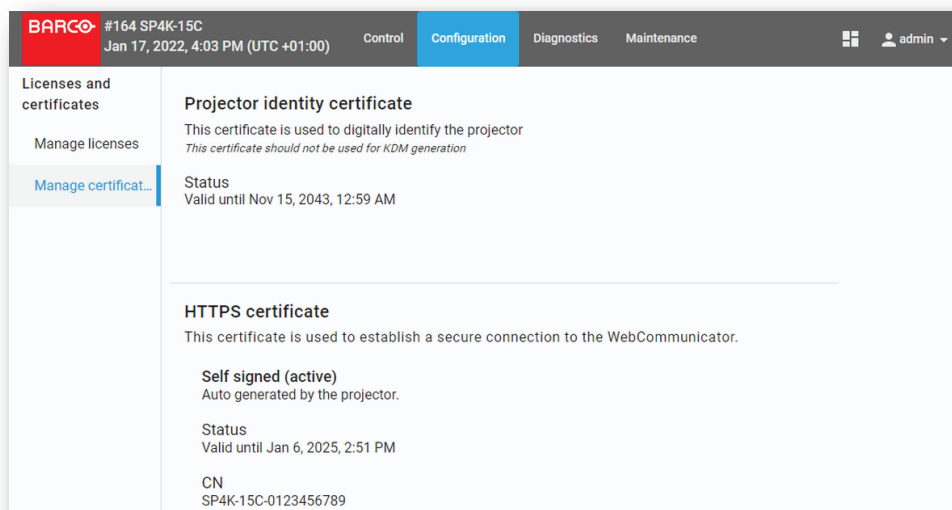 BARCO
#164 SP4K-15C
Jan 17, 2022, 4:03 PM (UTC +01:00)
Control
Configuration
Diagnostics
Maintenance
admin
Licenses and
certificates
Manage licenses
Manage certificat...
Projector identity certificate
This certificate is used to digitally identify the projector
This certificate should not be used for KDM generation
Status
Valid until Nov 15, 2043, 12:59 AM
HTTPS certificate
This certificate is used to establish a secure connection to the WebCommunicator.
Self signed (active)
Auto generated by the projector.
Status
Valid until Jan 6, 2025, 2:51 PM
CN
SP4K-15C-0123456789